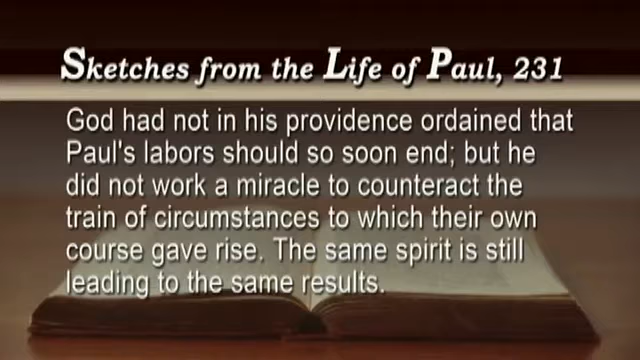 Sketches from the Life of Paul, 231
God had not in his providence ordained that
Paul's labors should so soon end; but he
did not work a miracle to counteract the
train of circumstances to which their own
course gave rise. The same spirit is still
leading to the same results.